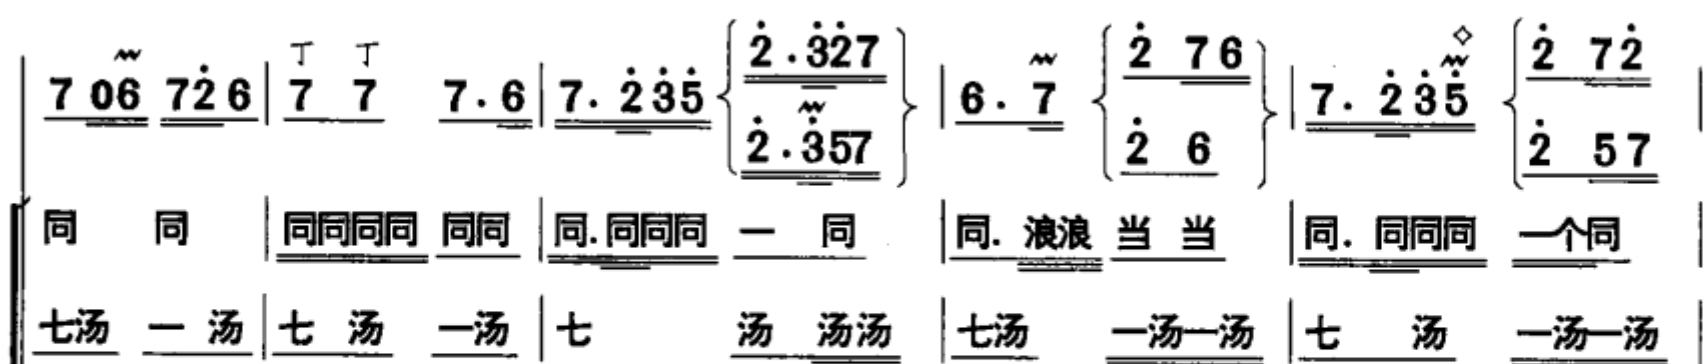 7 06 72̇ 6 | 7 7 7. 6 | 7. 2̇ 3̇ 5̇ { 2̇. 3̇2̇7 / 2̇. 3̇57 } | 6. 7 { 2̇ 7 6 / 2̇ 6 } | 7. 2̇ 3̇ 5̇ { 2̇ 7 2̇ / 2̇ 5 7 } |
同 同 | 同同同同 同同 | 同. 同同同 一 同 | 同. 浪浪 当 当 | 同. 同同同 一个同 |
七汤 一 汤 | 七 汤 一汤 | 七 汤 汤汤 | 七汤 一汤一汤 | 七 汤 一汤一汤 |